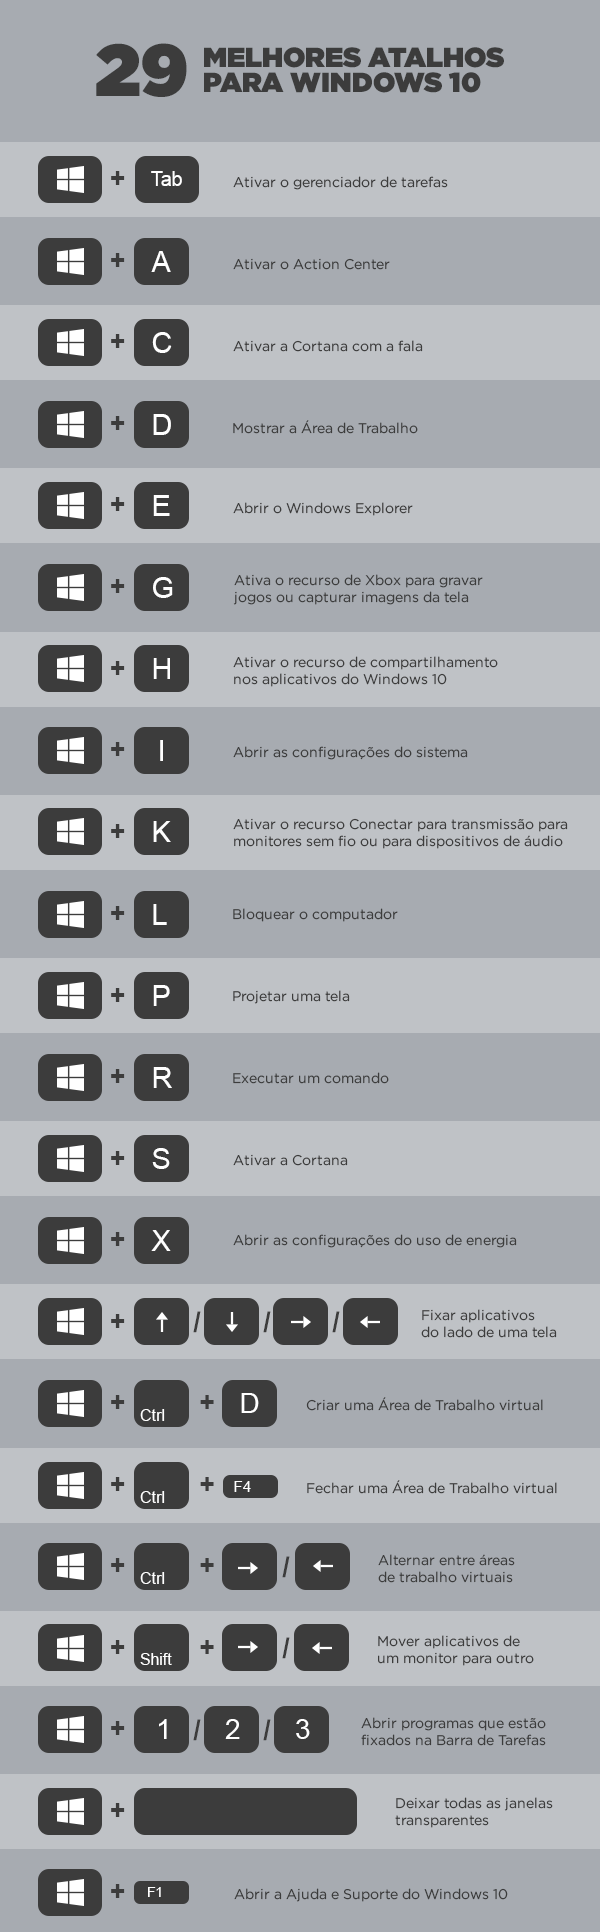 29 MELHORES ATALHOS
PARA WINDOWS 10
+ Tab Ativar o gerenciador de tarefas
+ A Ativar o Action Center
+ C Ativar a Cortana com a fala
+ D Mostrar a Área de Trabalho
+ E Abrir o Windows Explorer
+ G Ativa o recurso de Xbox para gravar
jogos ou capturar imagens da tela
+ H Ativar o recurso de compartilhamento
nos aplicativos do Windows 10
+ I Abrir as configurações do sistema
+ K Ativar o recurso Conectar para transmissão para
monitores sem fio ou para dispositivos de áudio
+ L Bloquear o computador
+ P Projetar uma tela
+ R Executar um comando
+ S Ativar a Cortana
+ X Abrir as configurações do uso de energia
+ ↑ / ↓ / → / ← Fixar aplicativos
do lado de uma tela
+ Ctrl + D Criar uma Área de Trabalho virtual
+ Ctrl + F4 Fechar uma Área de Trabalho virtual
+ Ctrl + → / ← Alternar entre áreas
de trabalho virtuais
+ Shift + → / ← Mover aplicativos de
um monitor para outro
+ 1 / 2 / 3 Abrir programas que estão
fixados na Barra de Tarefas
+ Deixar todas as janelas
transparentes
+ F1 Abrir a Ajuda e Suporte do Windows 10